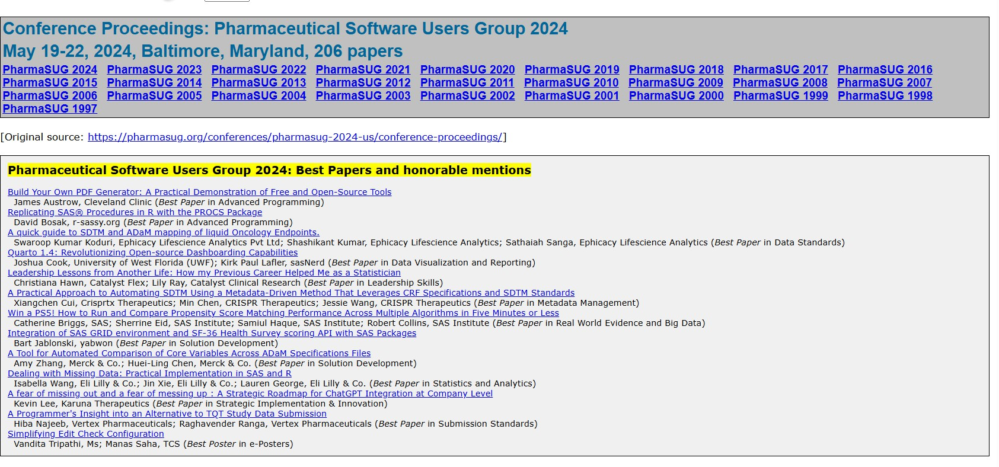 Conference Proceedings: Pharmaceutical Software Users Group 2024
May 19-22, 2024, Baltimore, Maryland, 206 papers
PharmaSUG 2024 PharmaSUG 2023 PharmaSUG 2022 PharmaSUG 2021 PharmaSUG 2020 PharmaSUG 2019 PharmaSUG 2018 PharmaSUG 2017 PharmaSUG 2016
PharmaSUG 2015 PharmaSUG 2014 PharmaSUG 2013 PharmaSUG 2012 PharmaSUG 2011 PharmaSUG 2010 PharmaSUG 2009 PharmaSUG 2008 PharmaSUG 2007
PharmaSUG 2006 PharmaSUG 2005 PharmaSUG 2004 PharmaSUG 2003 PharmaSUG 2002 PharmaSUG 2001 PharmaSUG 2000 PharmaSUG 1999 PharmaSUG 1998
PharmaSUG 1997
[Original source: https://pharmasug.org/conferences/pharmasug-2024-us/conference-proceedings/]
Pharmaceutical Software Users Group 2024: Best Papers and honorable mentions
Build Your Own PDF Generator: A Practical Demonstration of Free and Open-Source Tools
James Austrow, Cleveland Clinic (Best Paper in Advanced Programming)
Replicating SAS® Procedures in R with the PROCS Package
David Bosak, r-sassy.org (Best Paper in Advanced Programming)
A quick guide to SDTM and ADaM mapping of liquid Oncology Endpoints.
Swaroop Kumar Koduri, Ephicacy Lifescience Analytics Pvt Ltd; Shashikant Kumar, Ephicacy Lifescience Analytics; Sathaiah Sanga, Ephicacy Lifescience Analytics (Best Paper in Data Standards)
Quarto 1.4: Revolutionizing Open-source Dashboarding Capabilities
Joshua Cook, University of West Florida (UWF); Kirk Paul Lafler, sasNerd (Best Paper in Data Visualization and Reporting)
Leadership Lessons from Another Life: How my Previous Career Helped Me as a Statistician
Christiana Hawn, Catalyst Flex; Lily Ray, Catalyst Clinical Research (Best Paper in Leadership Skills)
A Practical Approach to Automating SDTM Using a Metadata-Driven Method That Leverages CRF Specifications and SDTM Standards
Xiangchen Cui, Crisprtx Therapeutics; Min Chen, CRISPR Therapeutics; Jessie Wang, CRISPR Therapeutics (Best Paper in Metadata Management)
Win a PS5! How to Run and Compare Propensity Score Matching Performance Across Multiple Algorithms in Five Minutes or Less
Catherine Briggs, SAS; Sherrine Eid, SAS Institute; Samiul Haque, SAS Institute; Robert Collins, SAS Institute (Best Paper in Real World Evidence and Big Data)
Integration of SAS GRID environment and SF-36 Health Survey scoring API with SAS Packages
Bart Jablonski, yabwon (Best Paper in Solution Development)
A Tool for Automated Comparison of Core Variables Across ADaM Specifications Files
Amy Zhang, Merck & Co.; Huei-Ling Chen, Merck & Co. (Best Paper in Solution Development)
Dealing with Missing Data: Practical Implementation in SAS and R
Isabella Wang, Eli Lilly & Co.; Jin Xie, Eli Lilly & Co.; Lauren George, Eli Lilly & Co. (Best Paper in Statistics and Analytics)
A fear of missing out and a fear of messing up : A Strategic Roadmap for ChatGPT Integration at Company Level
Kevin Lee, Karuna Therapeutics (Best Paper in Strategic Implementation & Innovation)
A Programmer's Insight into an Alternative to TQT Study Data Submission
Hiba Najeeb, Vertex Pharmaceuticals; Raghavender Ranga, Vertex Pharmaceuticals (Best Paper in Submission Standards)
Simplifying Edit Check Configuration
Vandita Tripathi, Ms; Manas Saha, TCS (Best Poster in e-Posters)